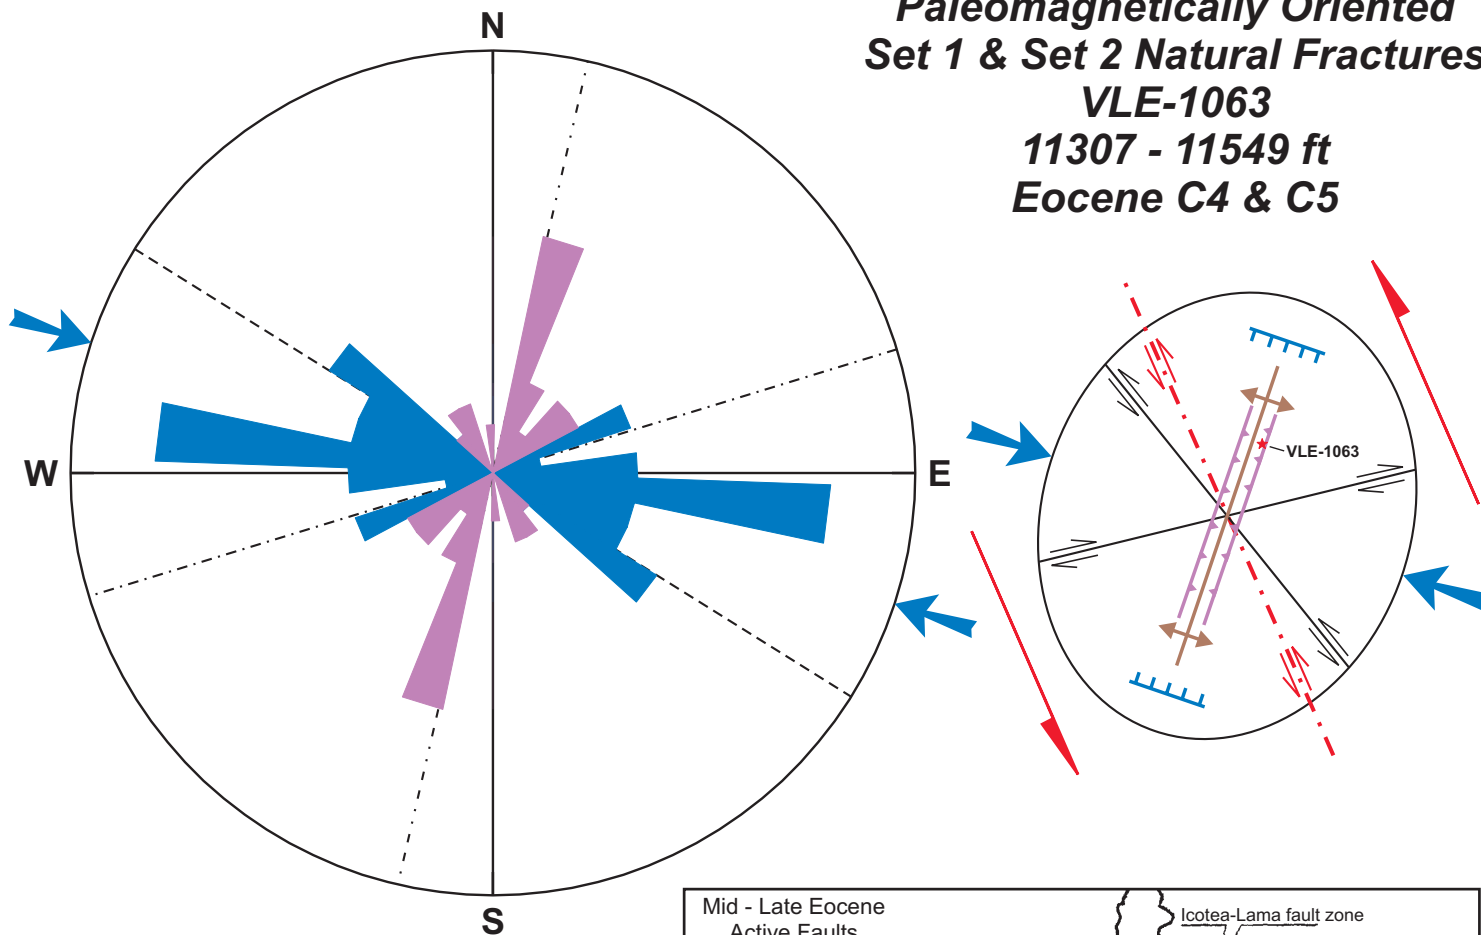 Paleomagnetically Oriented
Set 1 & Set 2 Natural Fractures
VLE-1063
11307 - 11549 ft
Eocene C4 & C5
N
W
E
S
VLE-1063
Mid - Late Eocene
Active Faults
Icotea-Lama fault zone